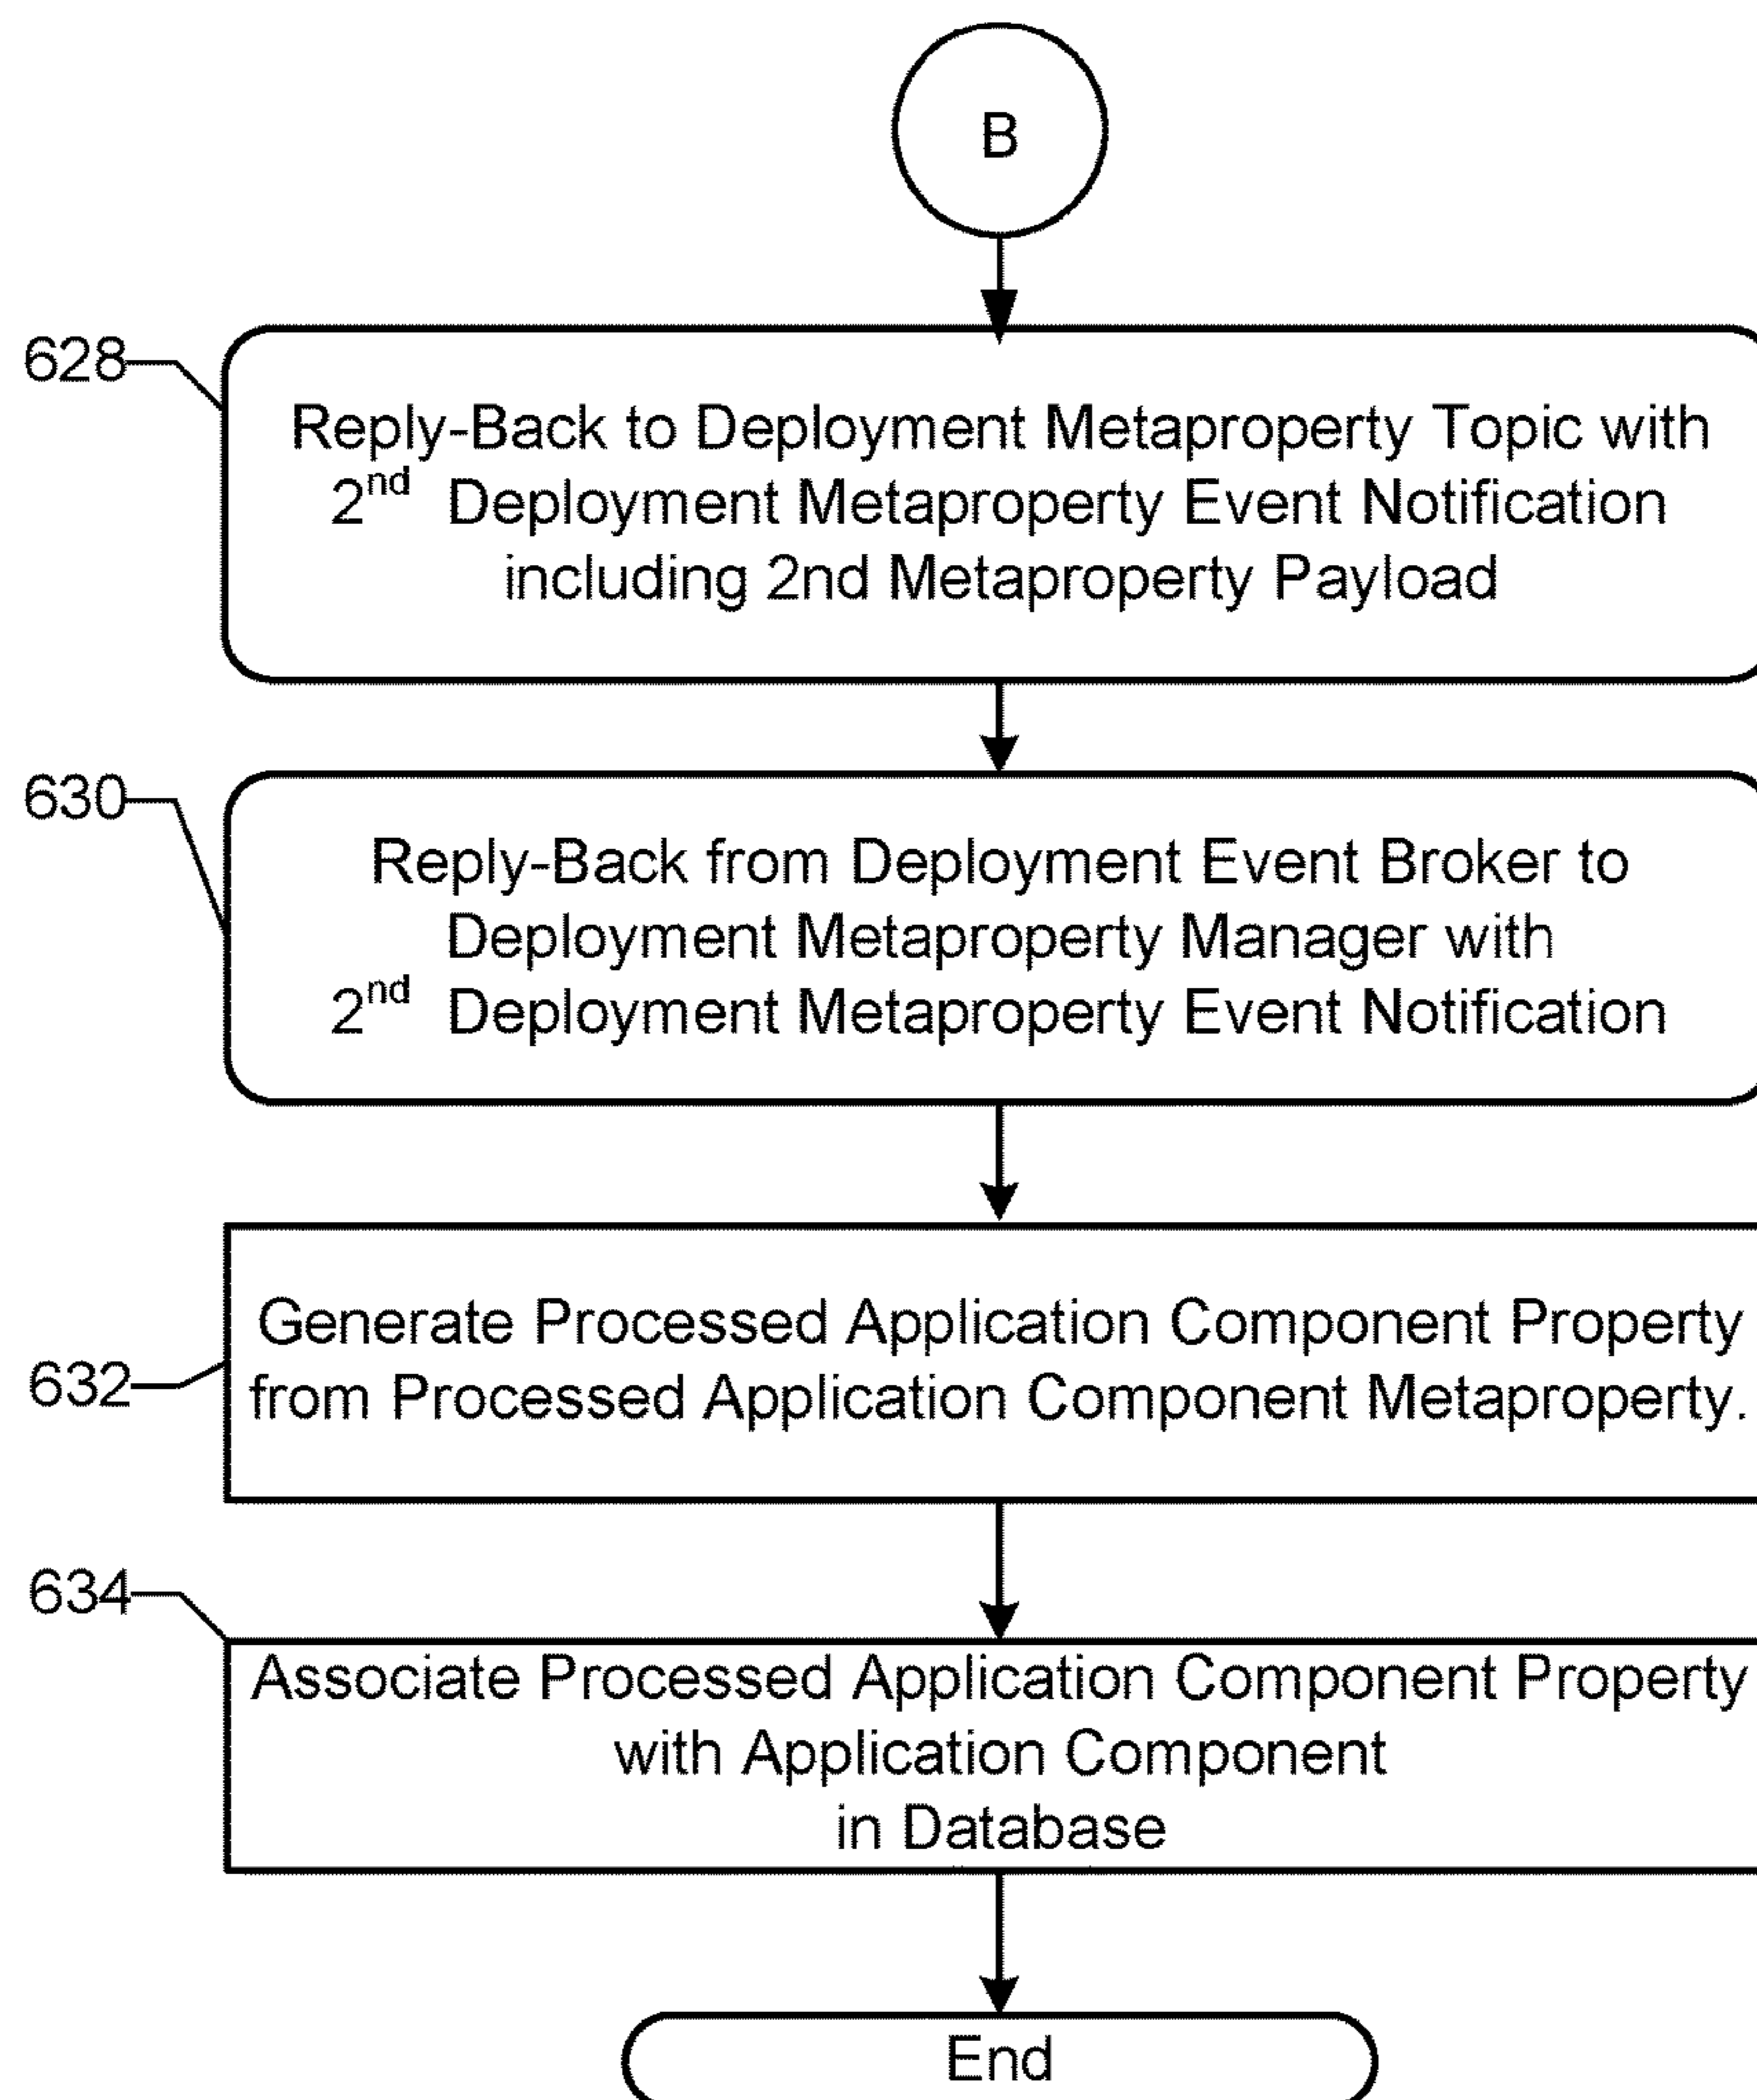 B
628
Reply-Back to Deployment Metaproperty Topic with
2nd Deployment Metaproperty Event Notification
including 2nd Metaproperty Payload
630
Reply-Back from Deployment Event Broker to
Deployment Metaproperty Manager with
2nd Deployment Metaproperty Event Notification
632
Generate Processed Application Component Property
from Processed Application Component Metaproperty.
634
Associate Processed Application Component Property
with Application Component
in Database
End